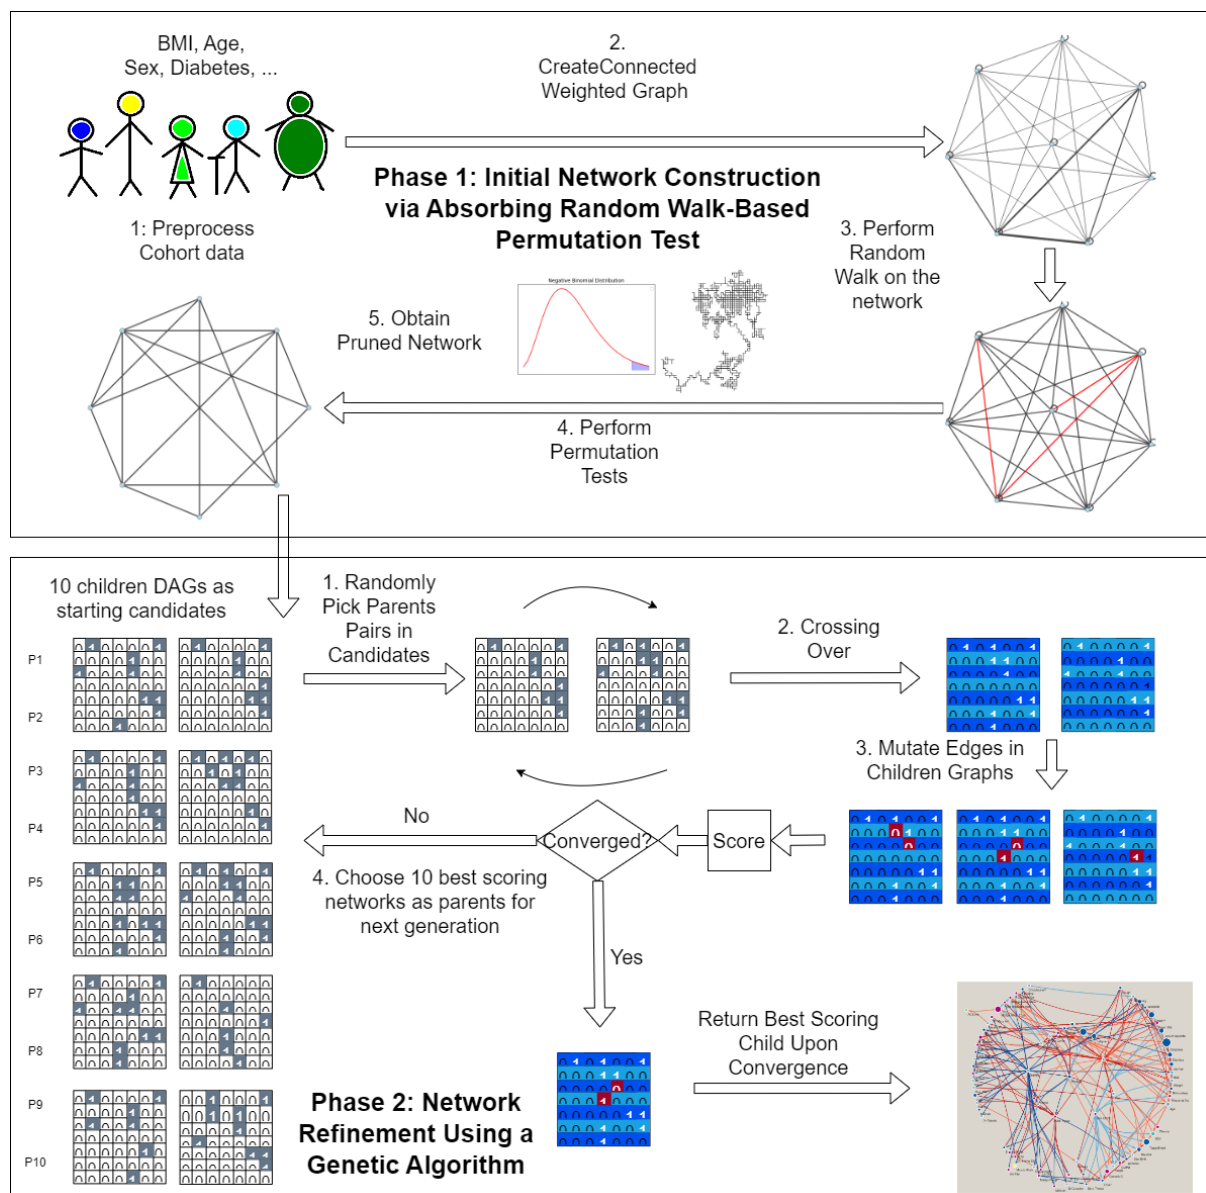 BMI, Age,
Sex, Diabetes, ...
2.
CreateConnected
Weighted Graph
Phase 1: Initial Network Construction
via Absorbing Random Walk-Based
Permutation Test
1: Preprocess
Cohort data
3. Perform
Random
Walk on the
network
Negative Binomial Distribution
5. Obtain
Pruned Network
4. Perform
Permutation
Tests
10 children DAGs as
starting candidates
1. Randomly
Pick Parents
Pairs in
Candidates
2. Crossing
Over
P1
P2
3. Mutate Edges in
Children Graphs
P3
P4
No
Converged?
Score
4. Choose 10 best scoring
networks as parents for
next generation
P5
P6
Yes
P7
P8
Return Best Scoring
Child Upon
Convergence
P9
P10
Phase 2: Network
Refinement Using a
Genetic Algorithm